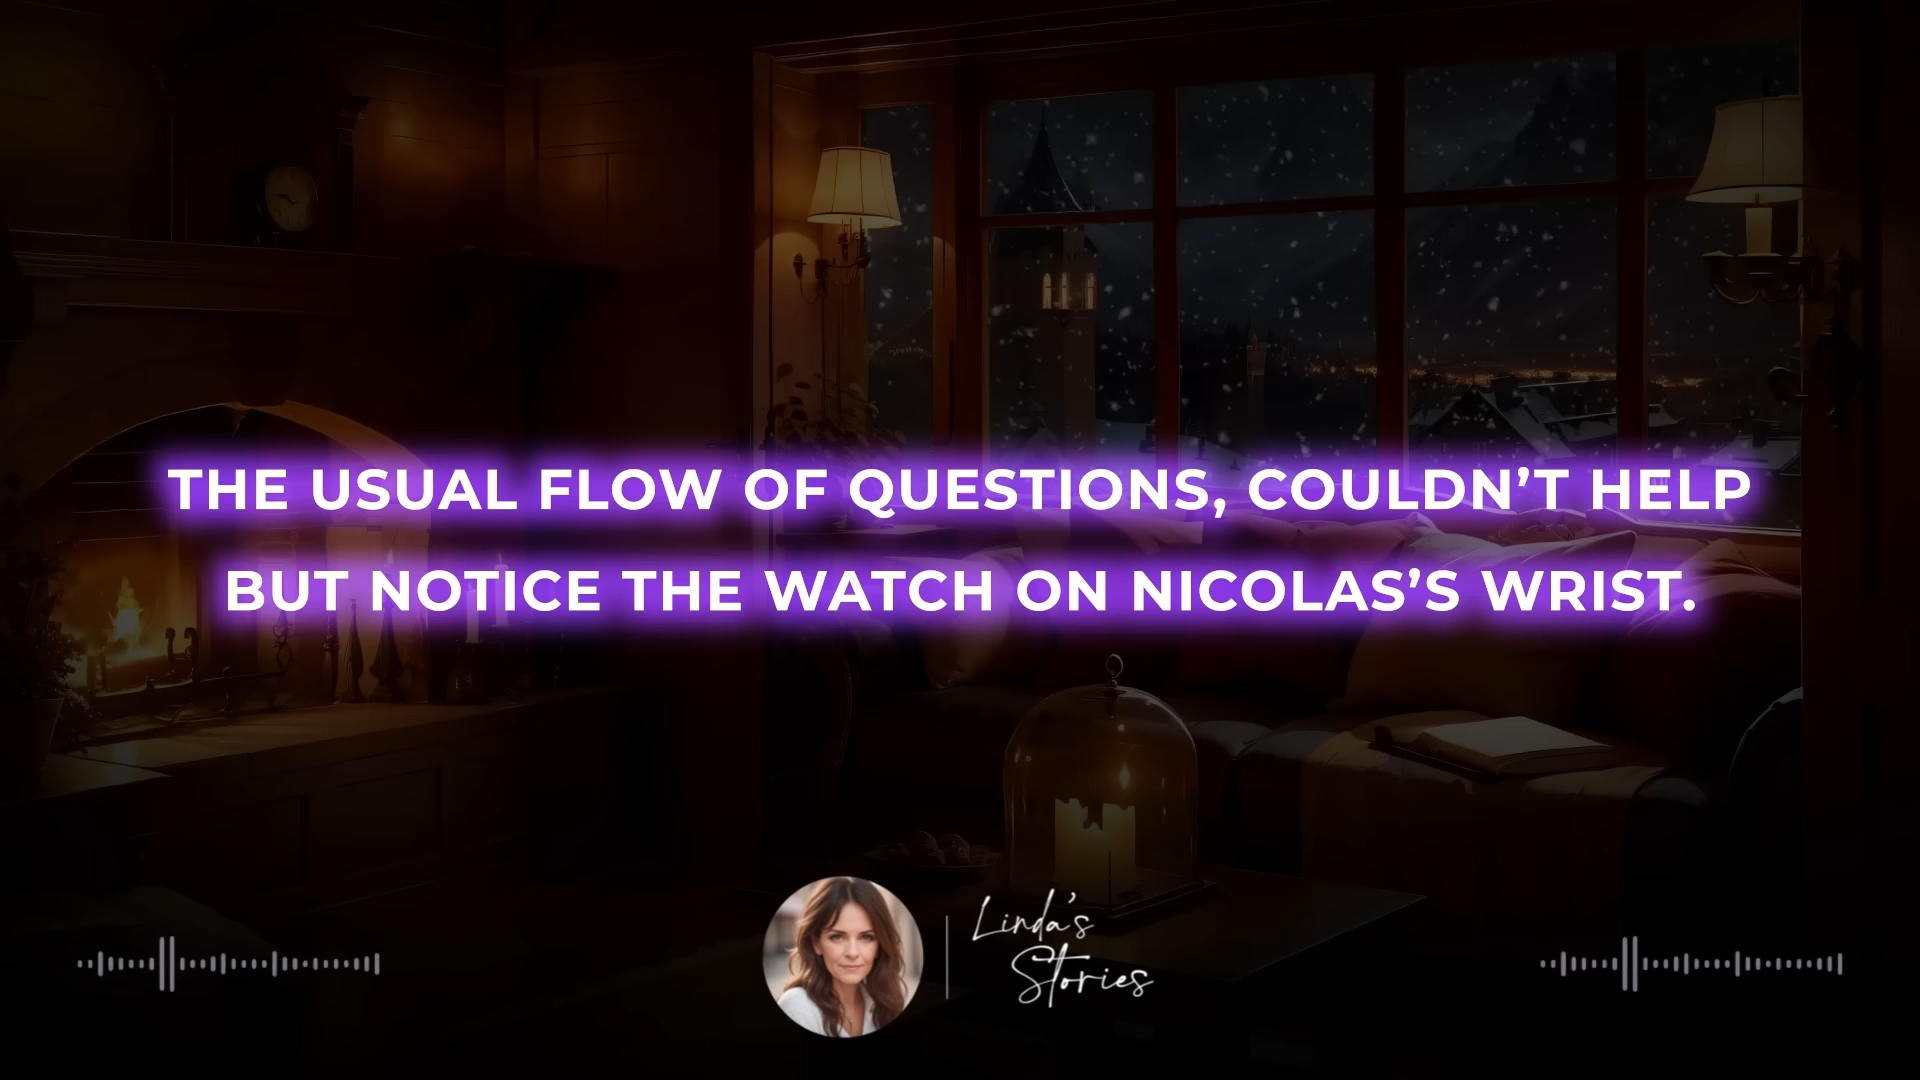 THE USUAL FLOW OF QUESTIONS, COULDN’T HELP
BUT NOTICE THE WATCH ON NICOLAS’S WRIST.
Linda’s
Stories